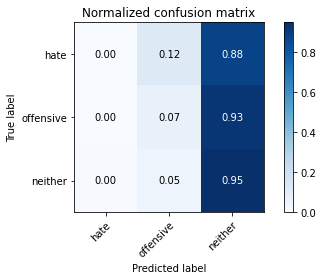 Normalized confusion matrix
True label
hate
0.00 0.12 0.88
offensive
0.00 0.07 0.93
neither
0.00 0.05 0.95
hate
offensive
neither
Predicted label
0.8
0.6
0.4
0.2
0.0